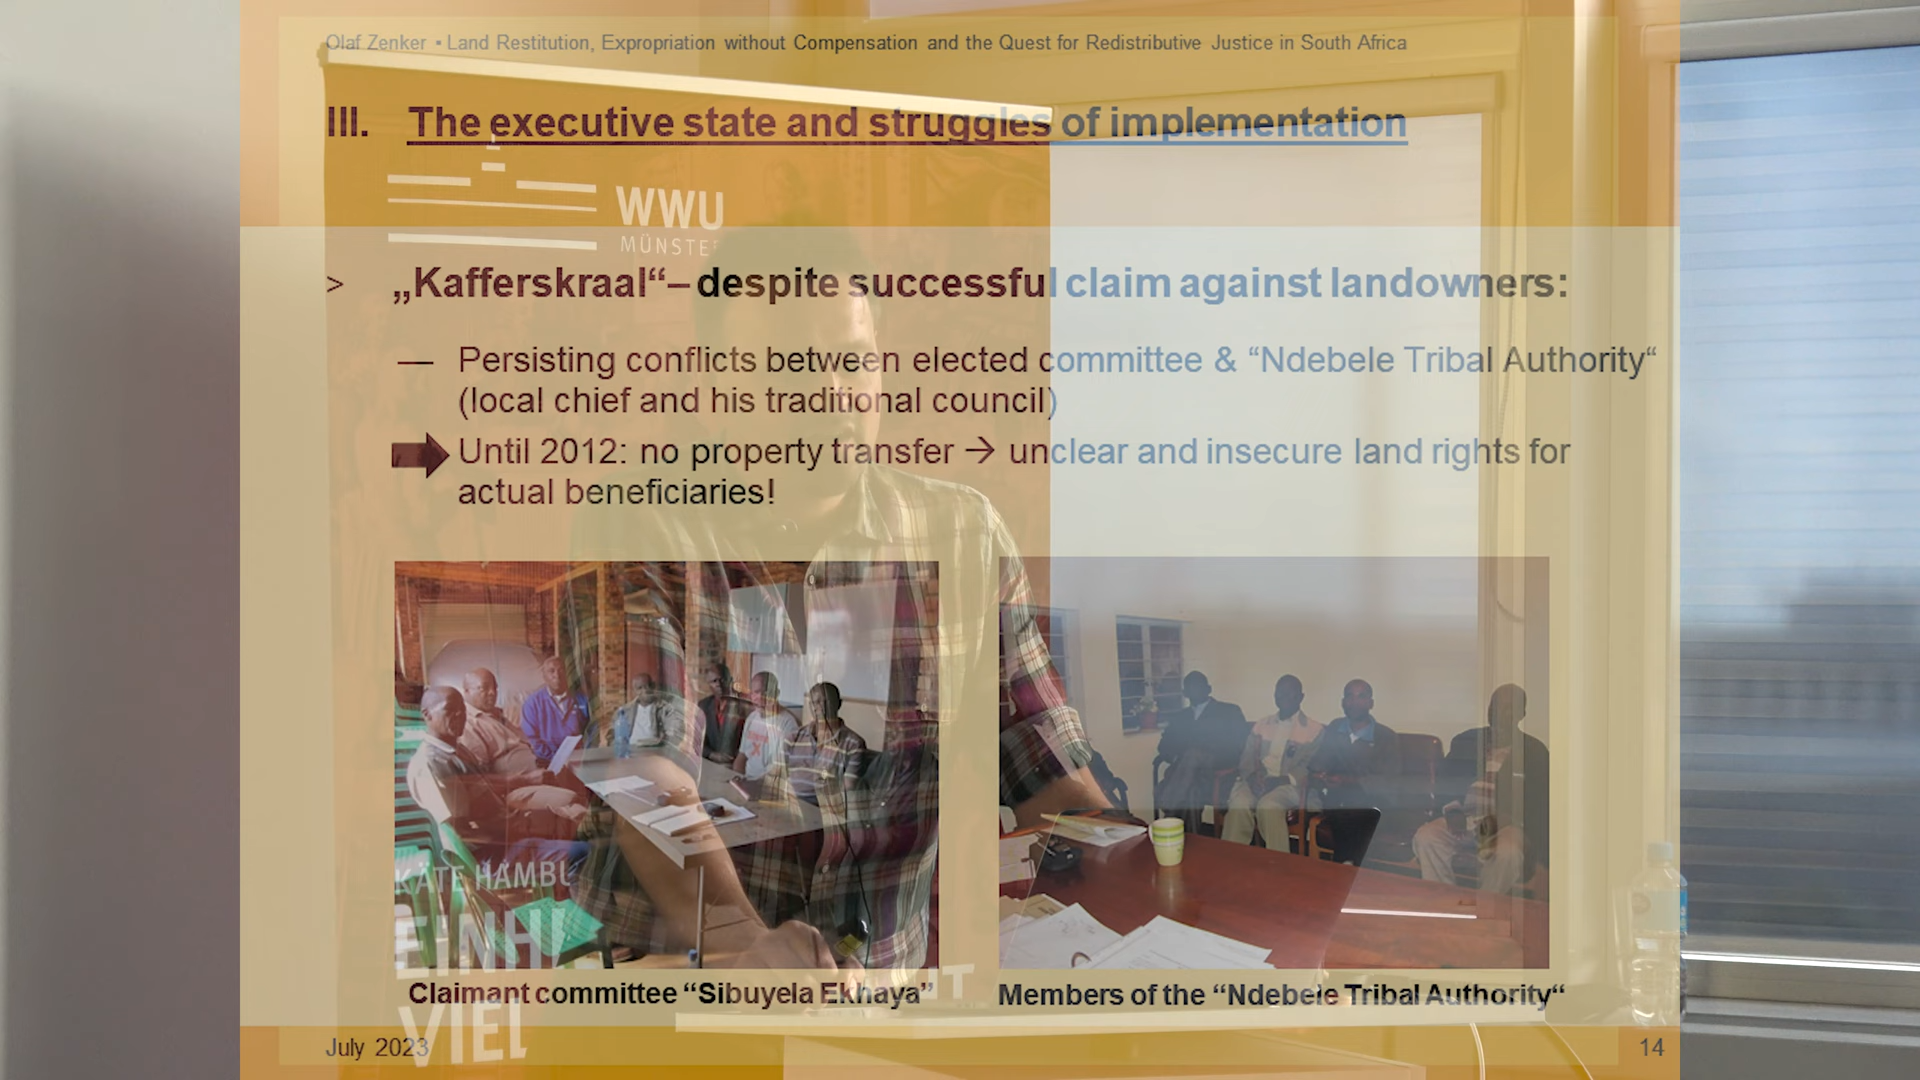 Olaf Zenker ▪ Land Restitution, Expropriation without Compensation and the Quest for Redistributive Justice in South Africa
III. The executive state and struggles of implementation
WWU
MÜNSTE
> „Kafferskraal“– despite successful claim against landowners:
— Persisting conflicts between elected committee & “Ndebele Tribal Authority“
(local chief and his traditional council)
Until 2012: no property transfer → unclear and insecure land rights for
actual beneficiaries!
KÄTE HAMBU
EINHE
VIEL
Claimant committee “Sibuyela Ekhaya”
Members of the “Ndebele Tribal Authority“
July 2023
14